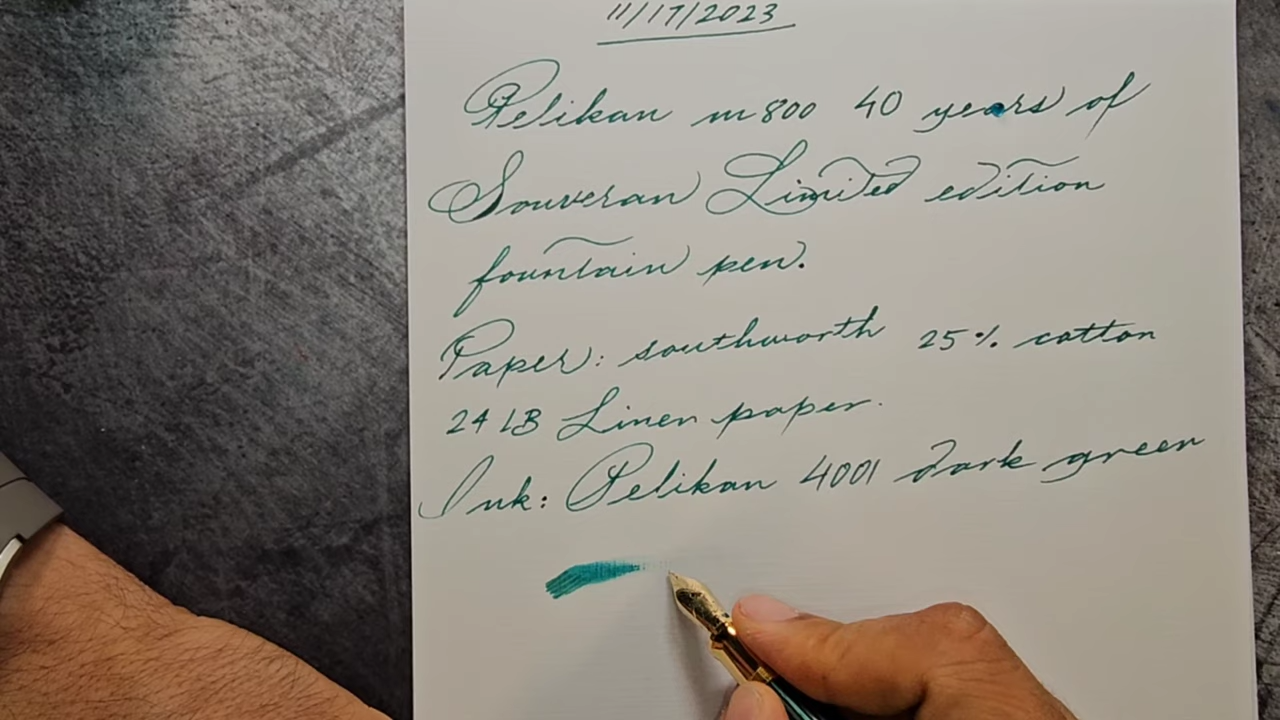 11/17/2023
Pelikan m800 40 years of
Souveran Limited edition
fountain pen.
Paper: southworth 25% cotton
24 LB Linen paper.
Ink: Pelikan 4001 dark green